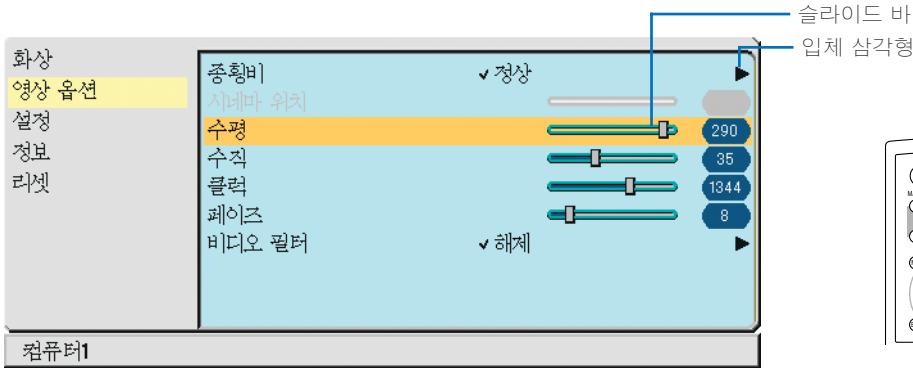 슬라이드 바
입체 삼각형
화상
영상 옵션
설정
정보
리셋
종횡비 ✓정상 ▶
시네마 위치
수평 290
수직 35
클럭 1344
페이즈 8
비디오 필터 ✓해제 ▶
컴퓨터1